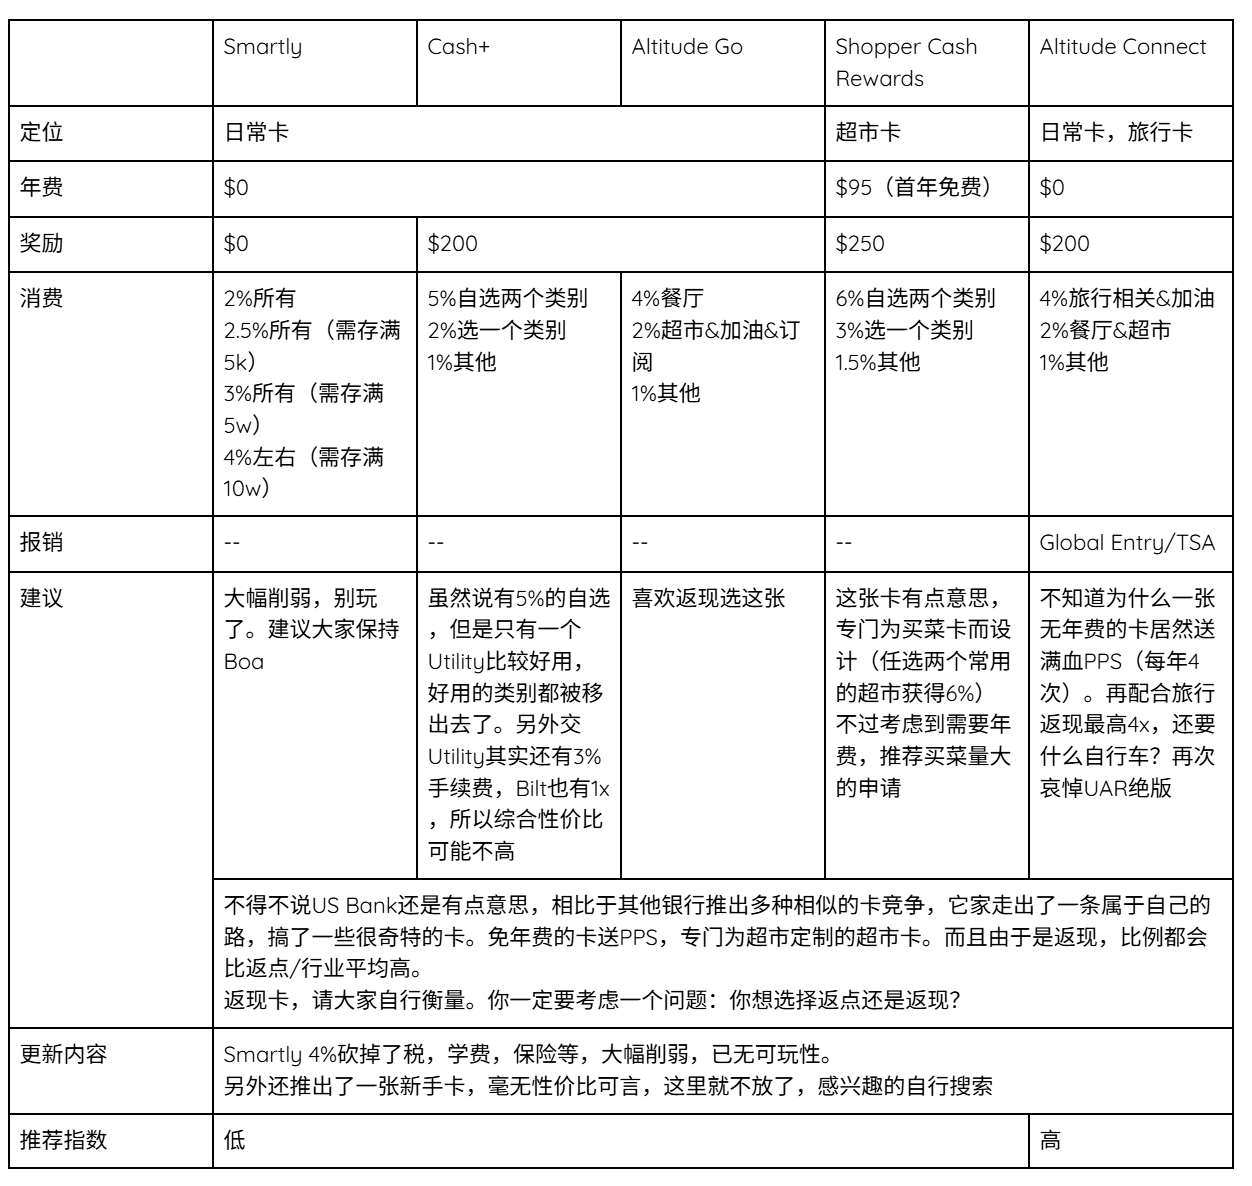 Smartly
Cash+
Altitude Go
Shopper Cash
Rewards
Altitude Connect
定位
日常卡
超市卡
日常卡，旅行卡
年费
$0
$95（首年免费）
$0
奖励
$0
$200
$250
$200
消费
2%所有
2.5%所有（需存满
5k）
3%所有（需存满
5w）
4%左右（需存满
10w）
5%自选两个类别
2%选一个类别
1%其他
4%餐厅
2%超市&加油&订
阅
1%其他
6%自选两个类别
3%选一个类别
1.5%其他
4%旅行相关&加油
2%餐厅&超市
1%其他
报销
--
--
--
--
Global Entry/TSA
建议
大幅削弱，别玩
了。建议大家保持
Boa
虽然说有5%的自选
，但是只有一个
Utility比较好用，
好用的类别都被移
出去了。另外交
Utility其实还有3%
手续费，Bilt也有1x
，所以综合性价比
可能不高
喜欢返现选这张
这张卡有点意思，
专门为买菜卡而设
计（任选两个常用
的超市获得6%）
不过考虑到需要年
费，推荐买菜量大
的申请
不知道为什么一张
无年费的卡居然送
满血PPS（每年4
次）。再配合旅行
返现最高4x，还要
什么自行车？再次
哀悼UAR绝版
不得不说US Bank还是有点意思，相比于其他银行推出多种相似的卡竞争，它家走出了一条属于自己的
路，搞了一些很奇特的卡。免年费的卡送PPS，专门为超市定制的超市卡。而且由于是返现，比例都会
比返点/行业平均高。
返现卡，请大家自行衡量。你一定要考虑一个问题：你想选择返点还是返现？
更新内容
Smartly 4%砍掉了税，学费，保险等，大幅削弱，已无可玩性。
另外还推出了一张新手卡，毫无性价比可言，这里就不放了，感兴趣的自行搜索
推荐指数
低
高